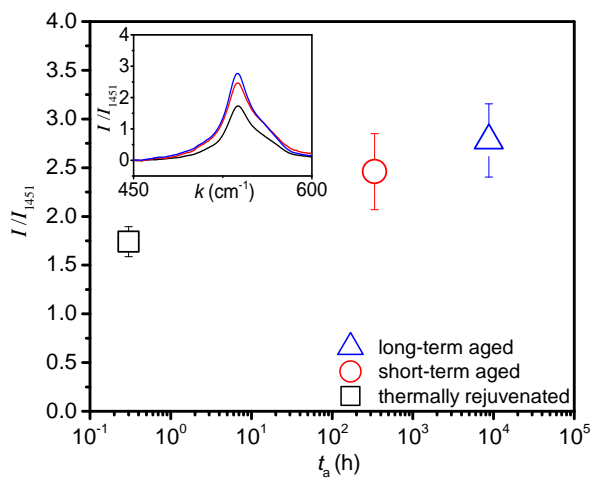 4.0
3.5
3.0
2.5
2.0
1.5
1.0
0.5
0.0
I/I1451
4
3
2
1
0
I/I1451
450
k (cm-1)
600
long-term aged
short-term aged
thermally rejuvenated
10-1 100 101 102 103 104 105
ta (h)